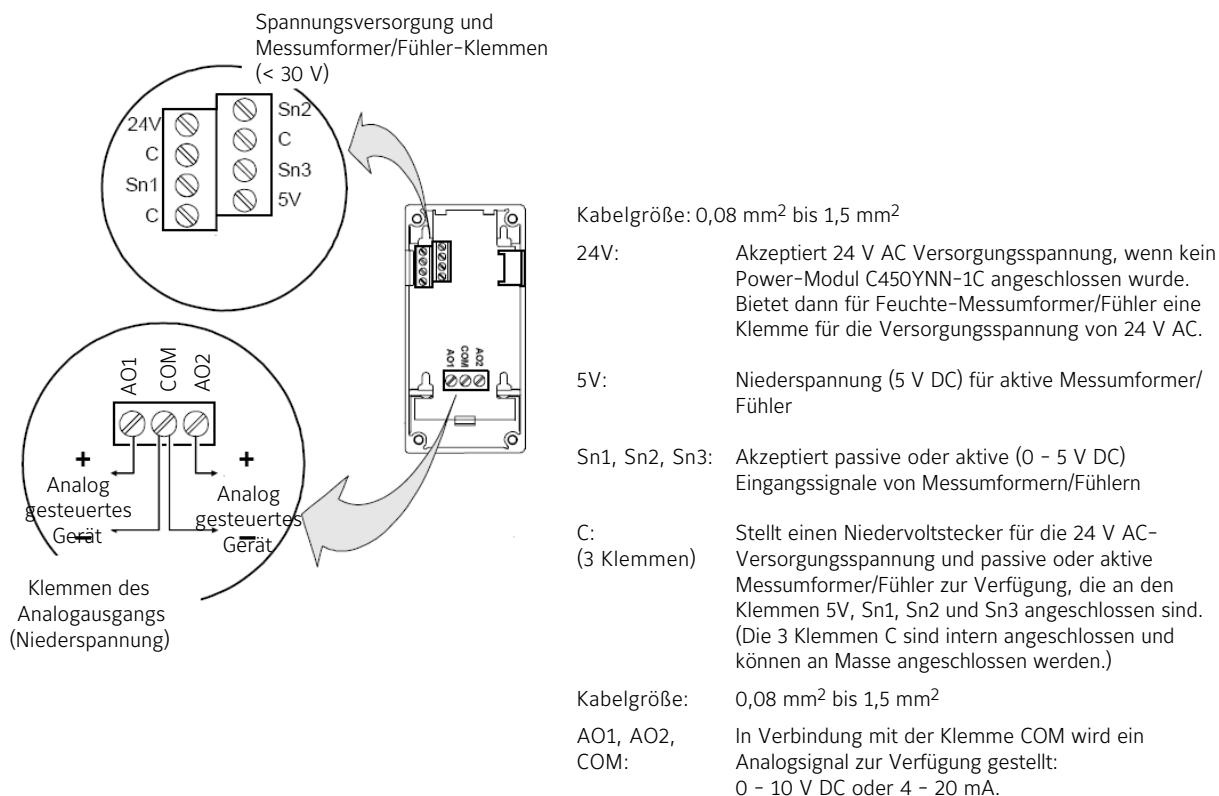 Spannungsversorgung und
Messumformer/Fühler-Klemmen
(< 30 V)
24V
C
Sn1
C
Sn2
C
Sn3
5V
AO1
COM
AO2
AO1
COM
AO2
+
+
Analog
gesteuertes
Gerät
–
Analog
gesteuertes
Gerät
–
Klemmen des
Analogausgangs
(Niederspannung)
Kabelgröße: 0,08 mm² bis 1,5 mm²
24V: Akzeptiert 24 V AC Versorgungsspannung, wenn kein
Power-Modul C450YNN-1C angeschlossen wurde.
Bietet dann für Feuchte-Messumformer/Fühler eine
Klemme für die Versorgungsspannung von 24 V AC.
5V: Niederspannung (5 V DC) für aktive Messumformer/
Fühler
Sn1, Sn2, Sn3: Akzeptiert passive oder aktive (0 - 5 V DC)
Eingangssignale von Messumformern/Fühlern
C: Stellt einen Niedervoltstecker für die 24 V AC-
(3 Klemmen) Versorgungsspannung und passive oder aktive
Messumformer/Fühler zur Verfügung, die an den
Klemmen 5V, Sn1, Sn2 und Sn3 angeschlossen sind.
(Die 3 Klemmen C sind intern angeschlossen und
können an Masse angeschlossen werden.)
Kabelgröße: 0,08 mm² bis 1,5 mm²
AO1, AO2, In Verbindung mit der Klemme COM wird ein
COM: Analogsignal zur Verfügung gestellt:
0 - 10 V DC oder 4 - 20 mA.